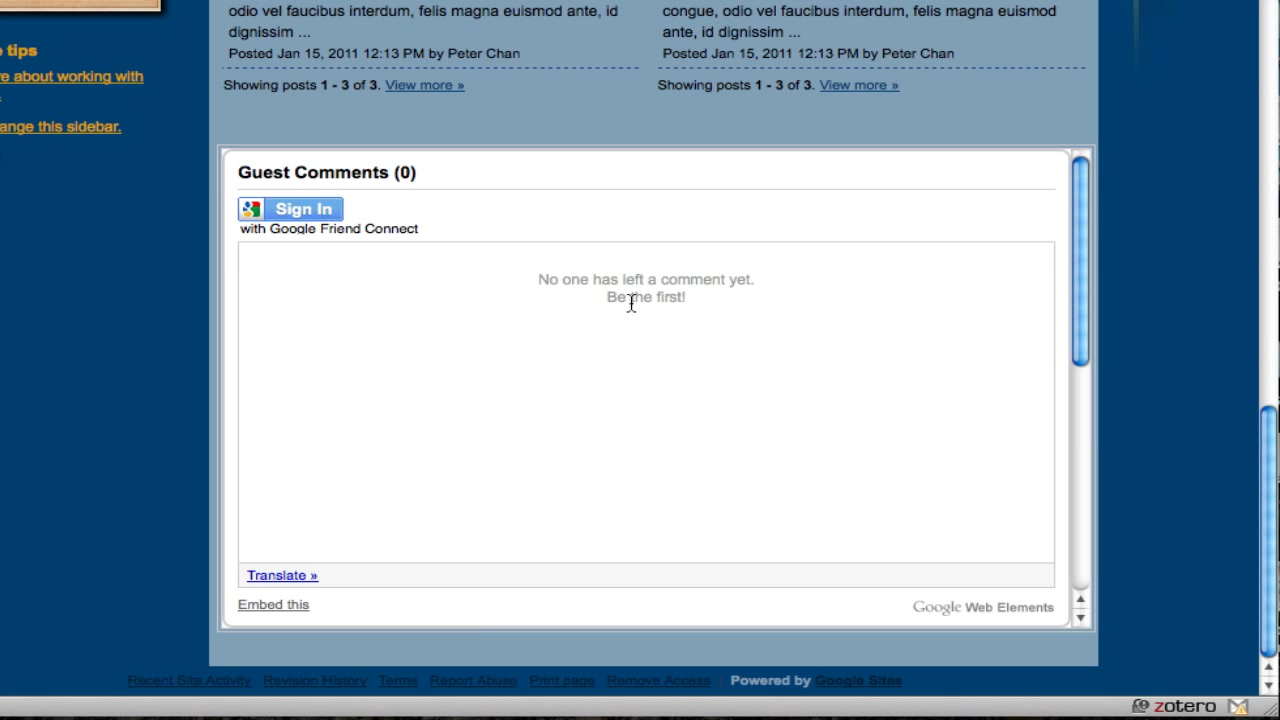 e tips
ve about working with
ange this sidebar.
odio vel faucibus interdum, felis magna euismod ante, id
dignissim ...
Posted Jan 15, 2011 12:13 PM by Peter Chan
Showing posts 1 - 3 of 3. View more »
congue, odio vel faucibus interdum, felis magna euismod
ante, id dignissim ...
Posted Jan 15, 2011 12:13 PM by Peter Chan
Showing posts 1 - 3 of 3. View more »
Guest Comments (0)
Sign In
with Google Friend Connect
No one has left a comment yet.
Be the first!
Translate »
Embed this
Google Web Elements
Recent Site Activity Revision History Terms Report Abuse Print page Remove Access | Powered by Google Sites
zotero